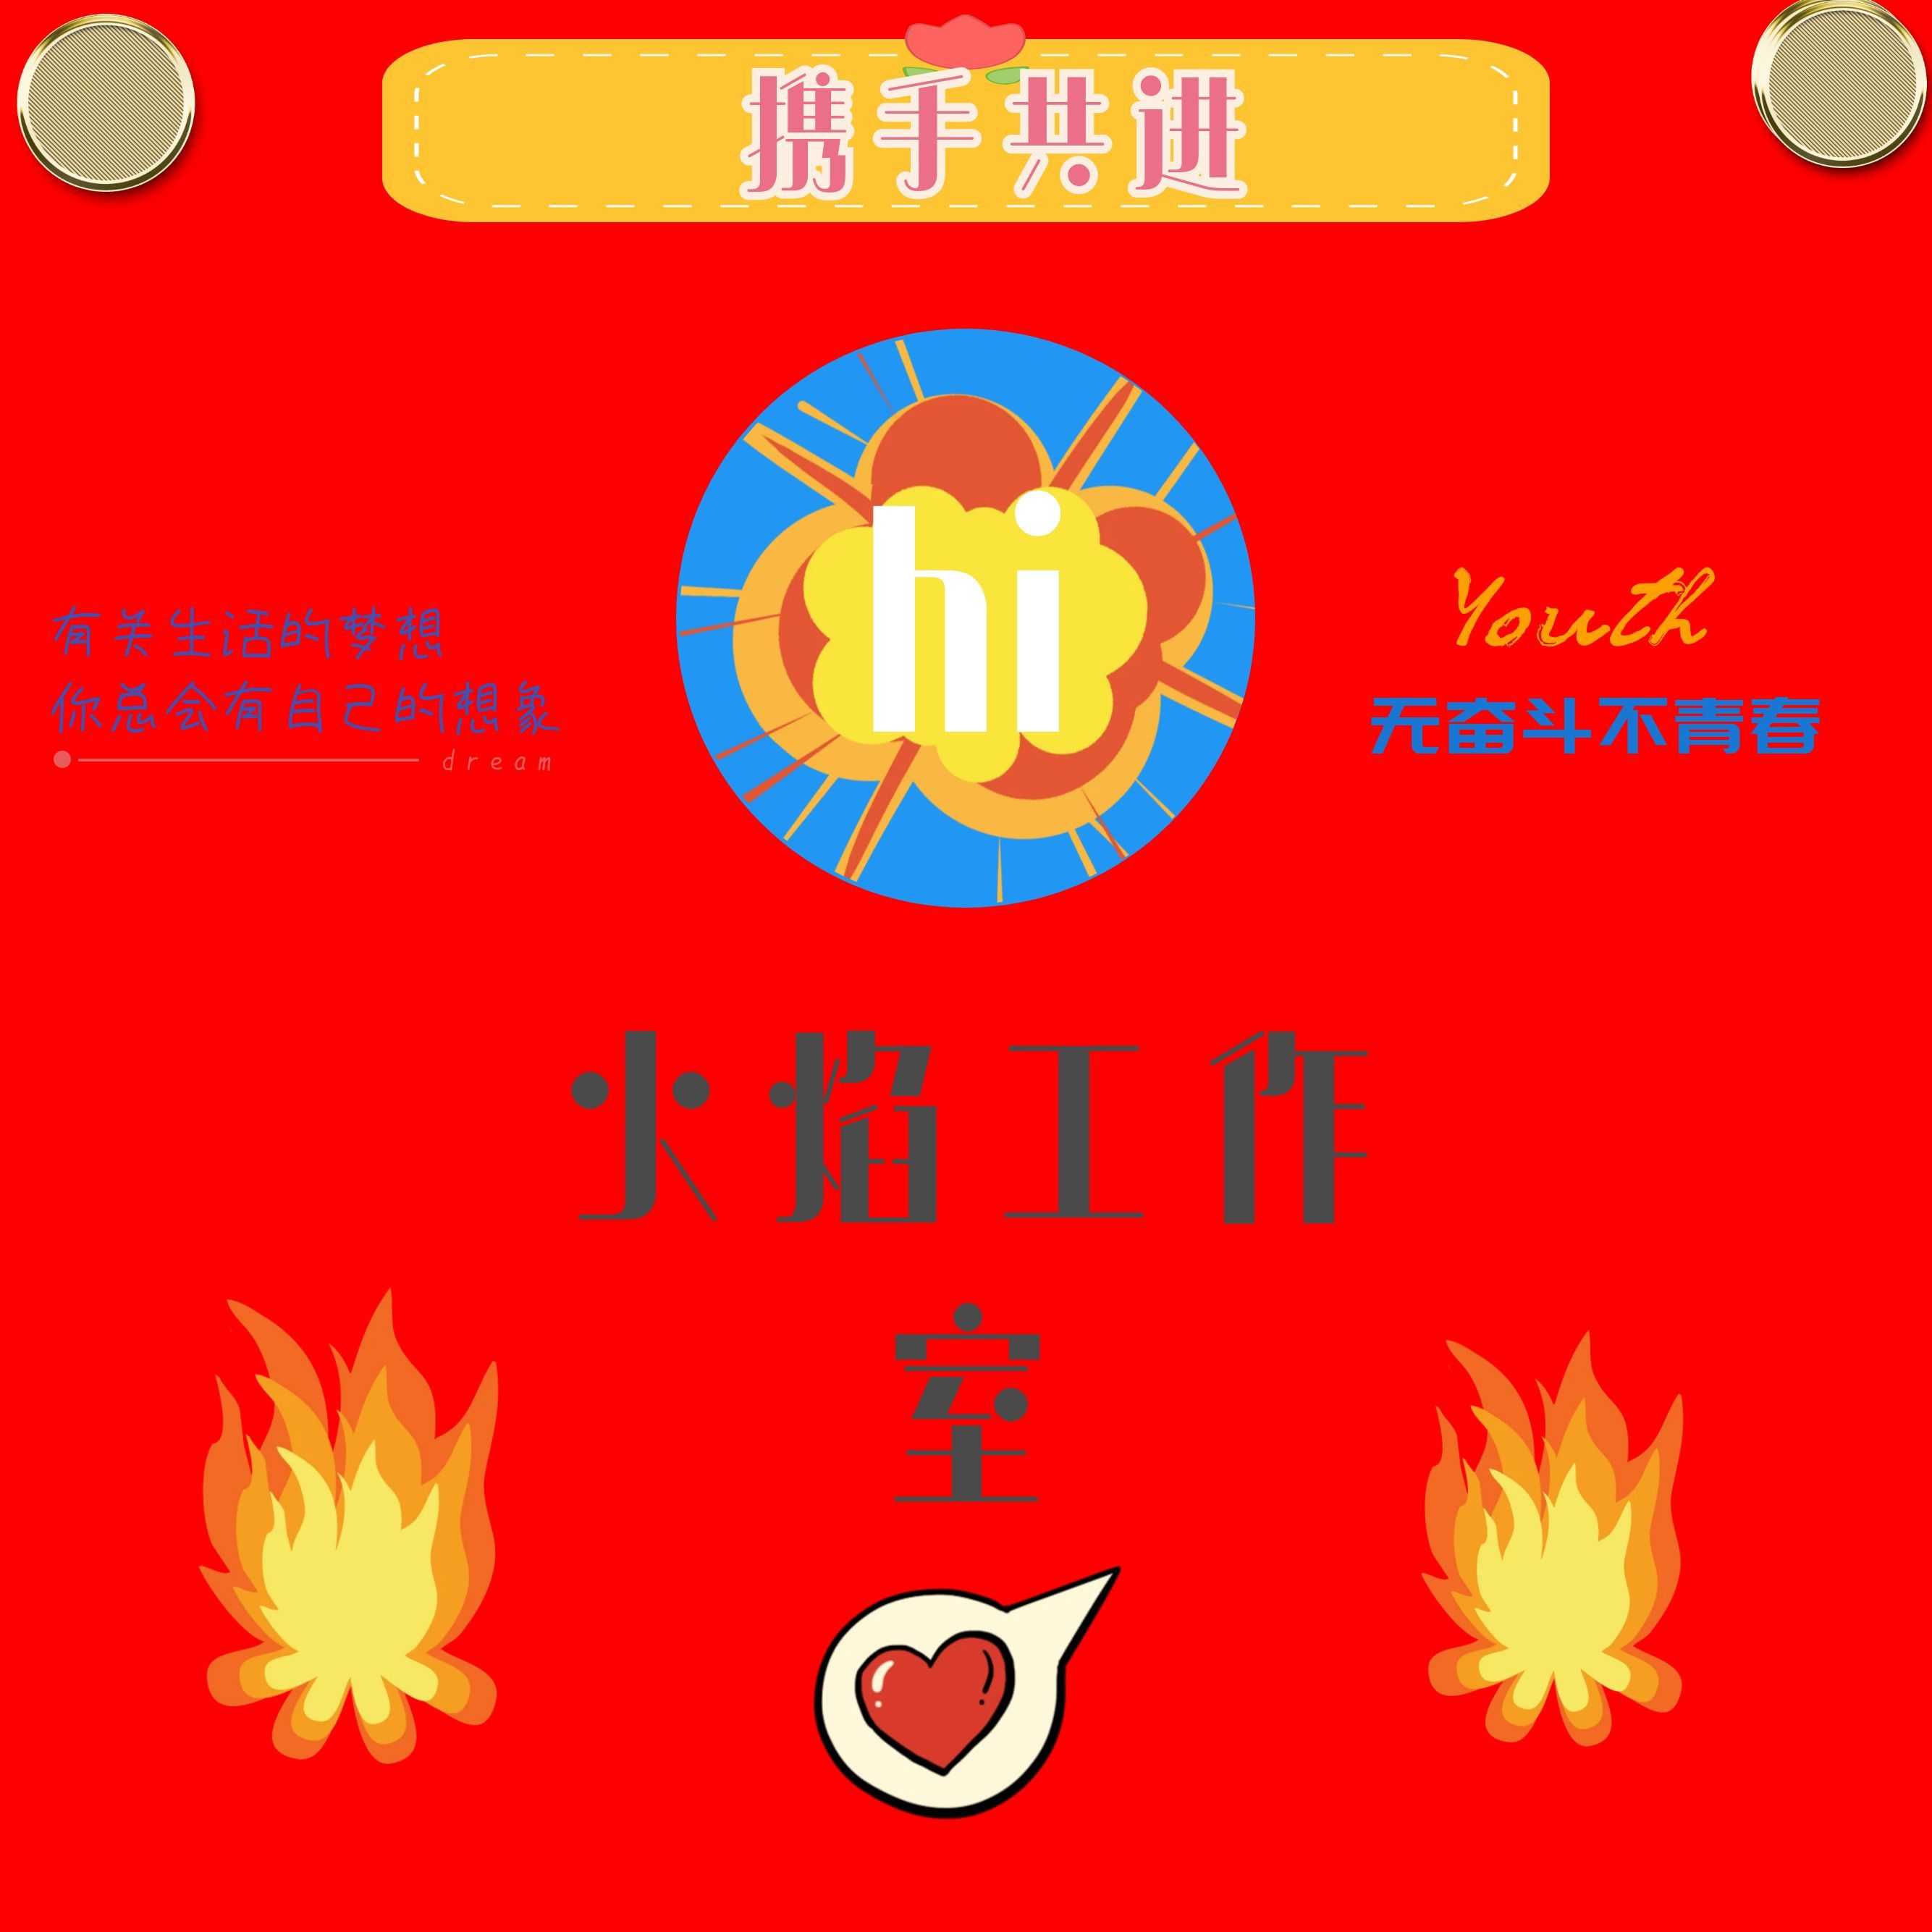 携手共进
hi
有关生活的梦想
你总会有自己的想象
dream
Youth
无奋斗不青春
火焰工作
室